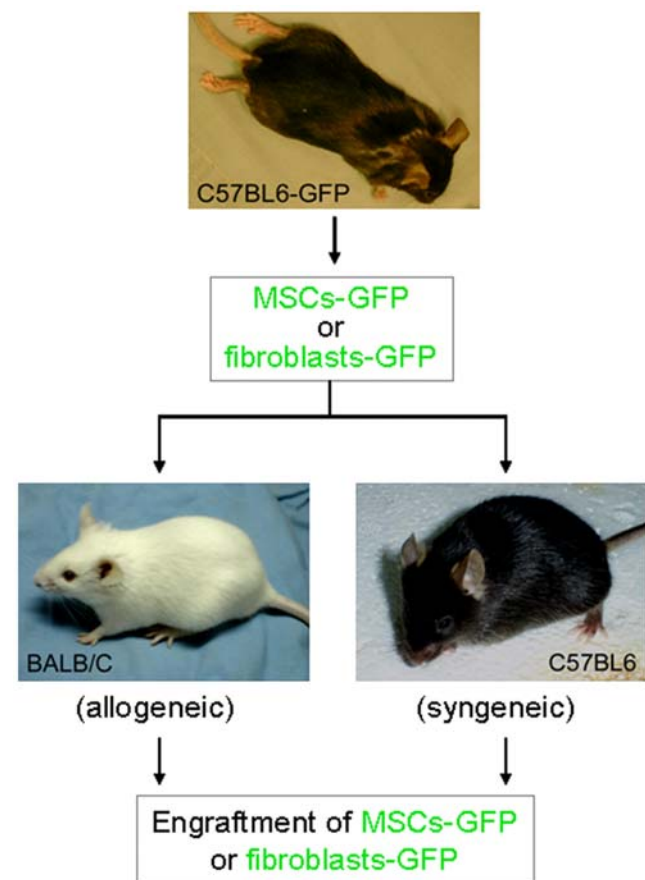 C57BL6-GFP
MSCs-GFP
or
fibroblasts-GFP
BALB/C
C57BL6
(allogeneic)
(syngeneic)
Engraftment of MSCs-GFP
or fibroblasts-GFP